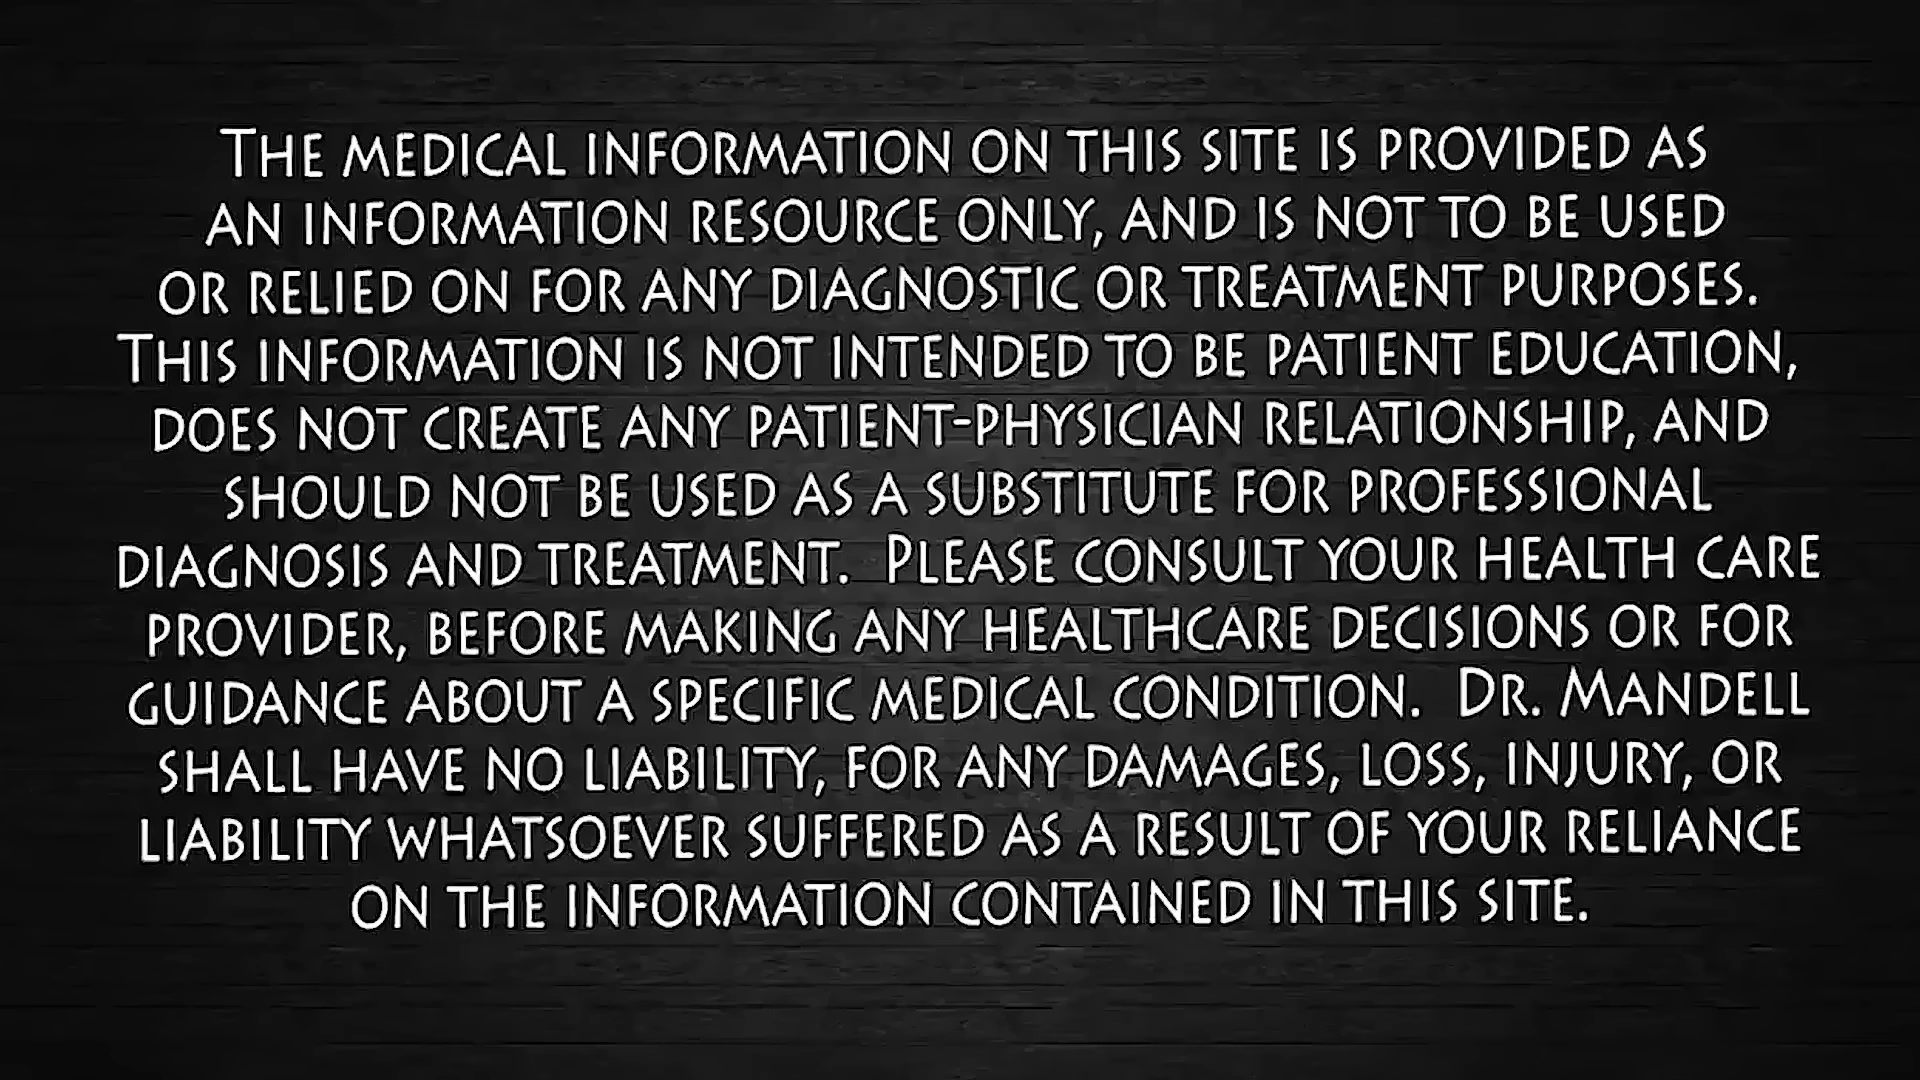 The medical information on this site is provided as
an information resource only, and is not to be used
or relied on for any diagnostic or treatment purposes.
This information is not intended to be patient education,
does not create any patient-physician relationship, and
should not be used as a substitute for professional
diagnosis and treatment.  Please consult your health care
provider, before making any healthcare decisions or for
guidance about a specific medical condition.  Dr. Mandell
shall have no liability, for any damages, loss, injury, or
liability whatsoever suffered as a result of your reliance
on the information contained in this site.